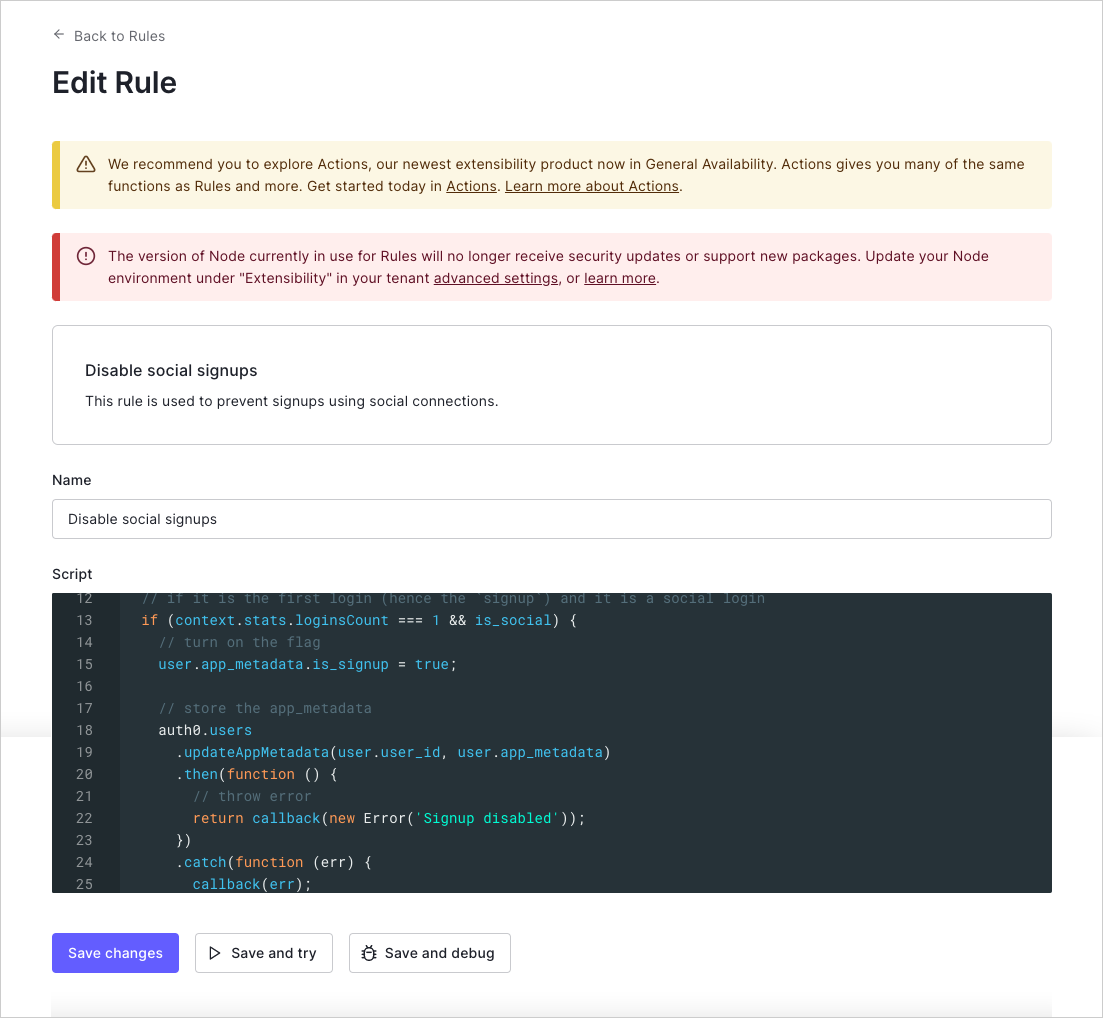 Back to Rules
Edit Rule
We recommend you to explore Actions, our newest extensibility product now in General Availability. Actions gives you many of the same
functions as Rules and more. Get started today in Actions. Learn more about Actions.
The version of Node currently in use for Rules will no longer receive security updates or support new packages. Update your Node
environment under "Extensibility" in your tenant advanced settings, or learn more.
Disable social signups
This rule is used to prevent signups using social connections.
Name
Disable social signups
Script
12 // if it is the first login (hence the `signup`) and it is a social login
13 if (context.stats.loginsCount === 1 && is_social) {
14 // turn on the flag
15 user.app_metadata.is_signup = true;
16
17 // store the app_metadata
18 auth0.users
19 .updateAppMetadata(user.user_id, user.app_metadata)
20 .then(function () {
21 // throw error
22 return callback(new Error('Signup disabled'));
23 })
24 .catch(function (err) {
25 callback(err);
Save changes Save and try Save and debug